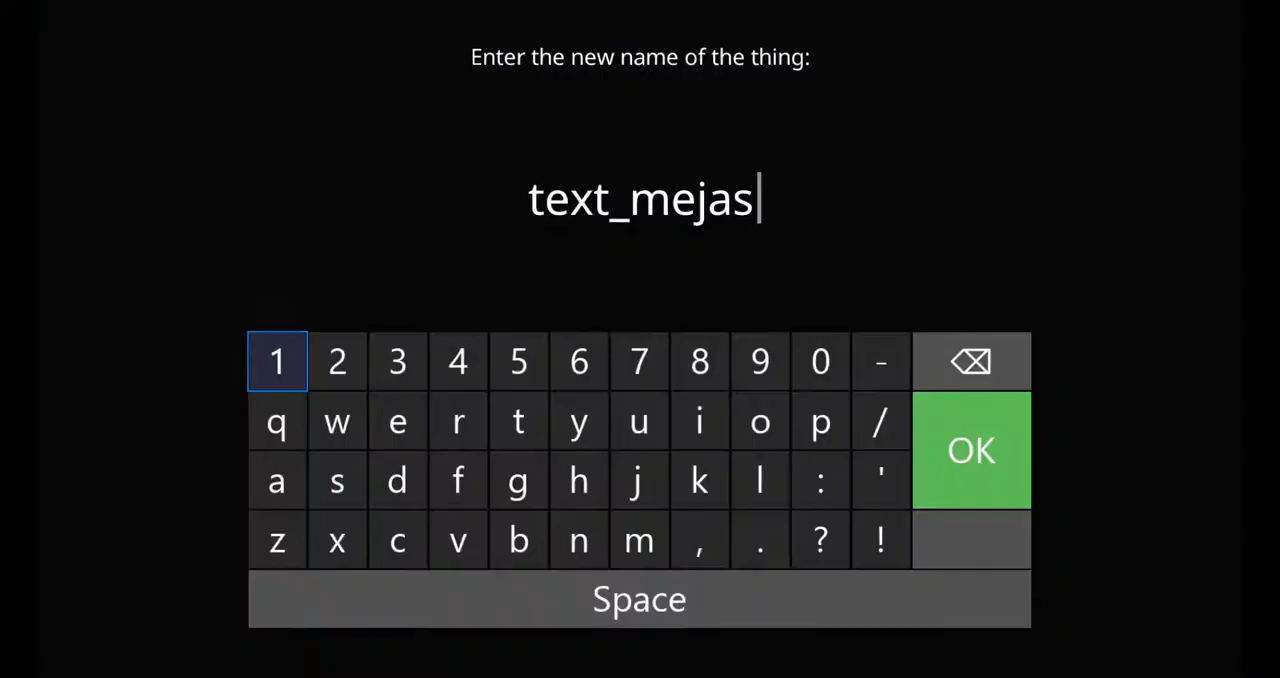 Enter the new name of the thing:
text_mejas
1 2 3 4 5 6 7 8 9 0 - ⌫
q w e r t y u i o p /
OK
a s d f g h j k l : '
z x c v b n m , . ? !
Space